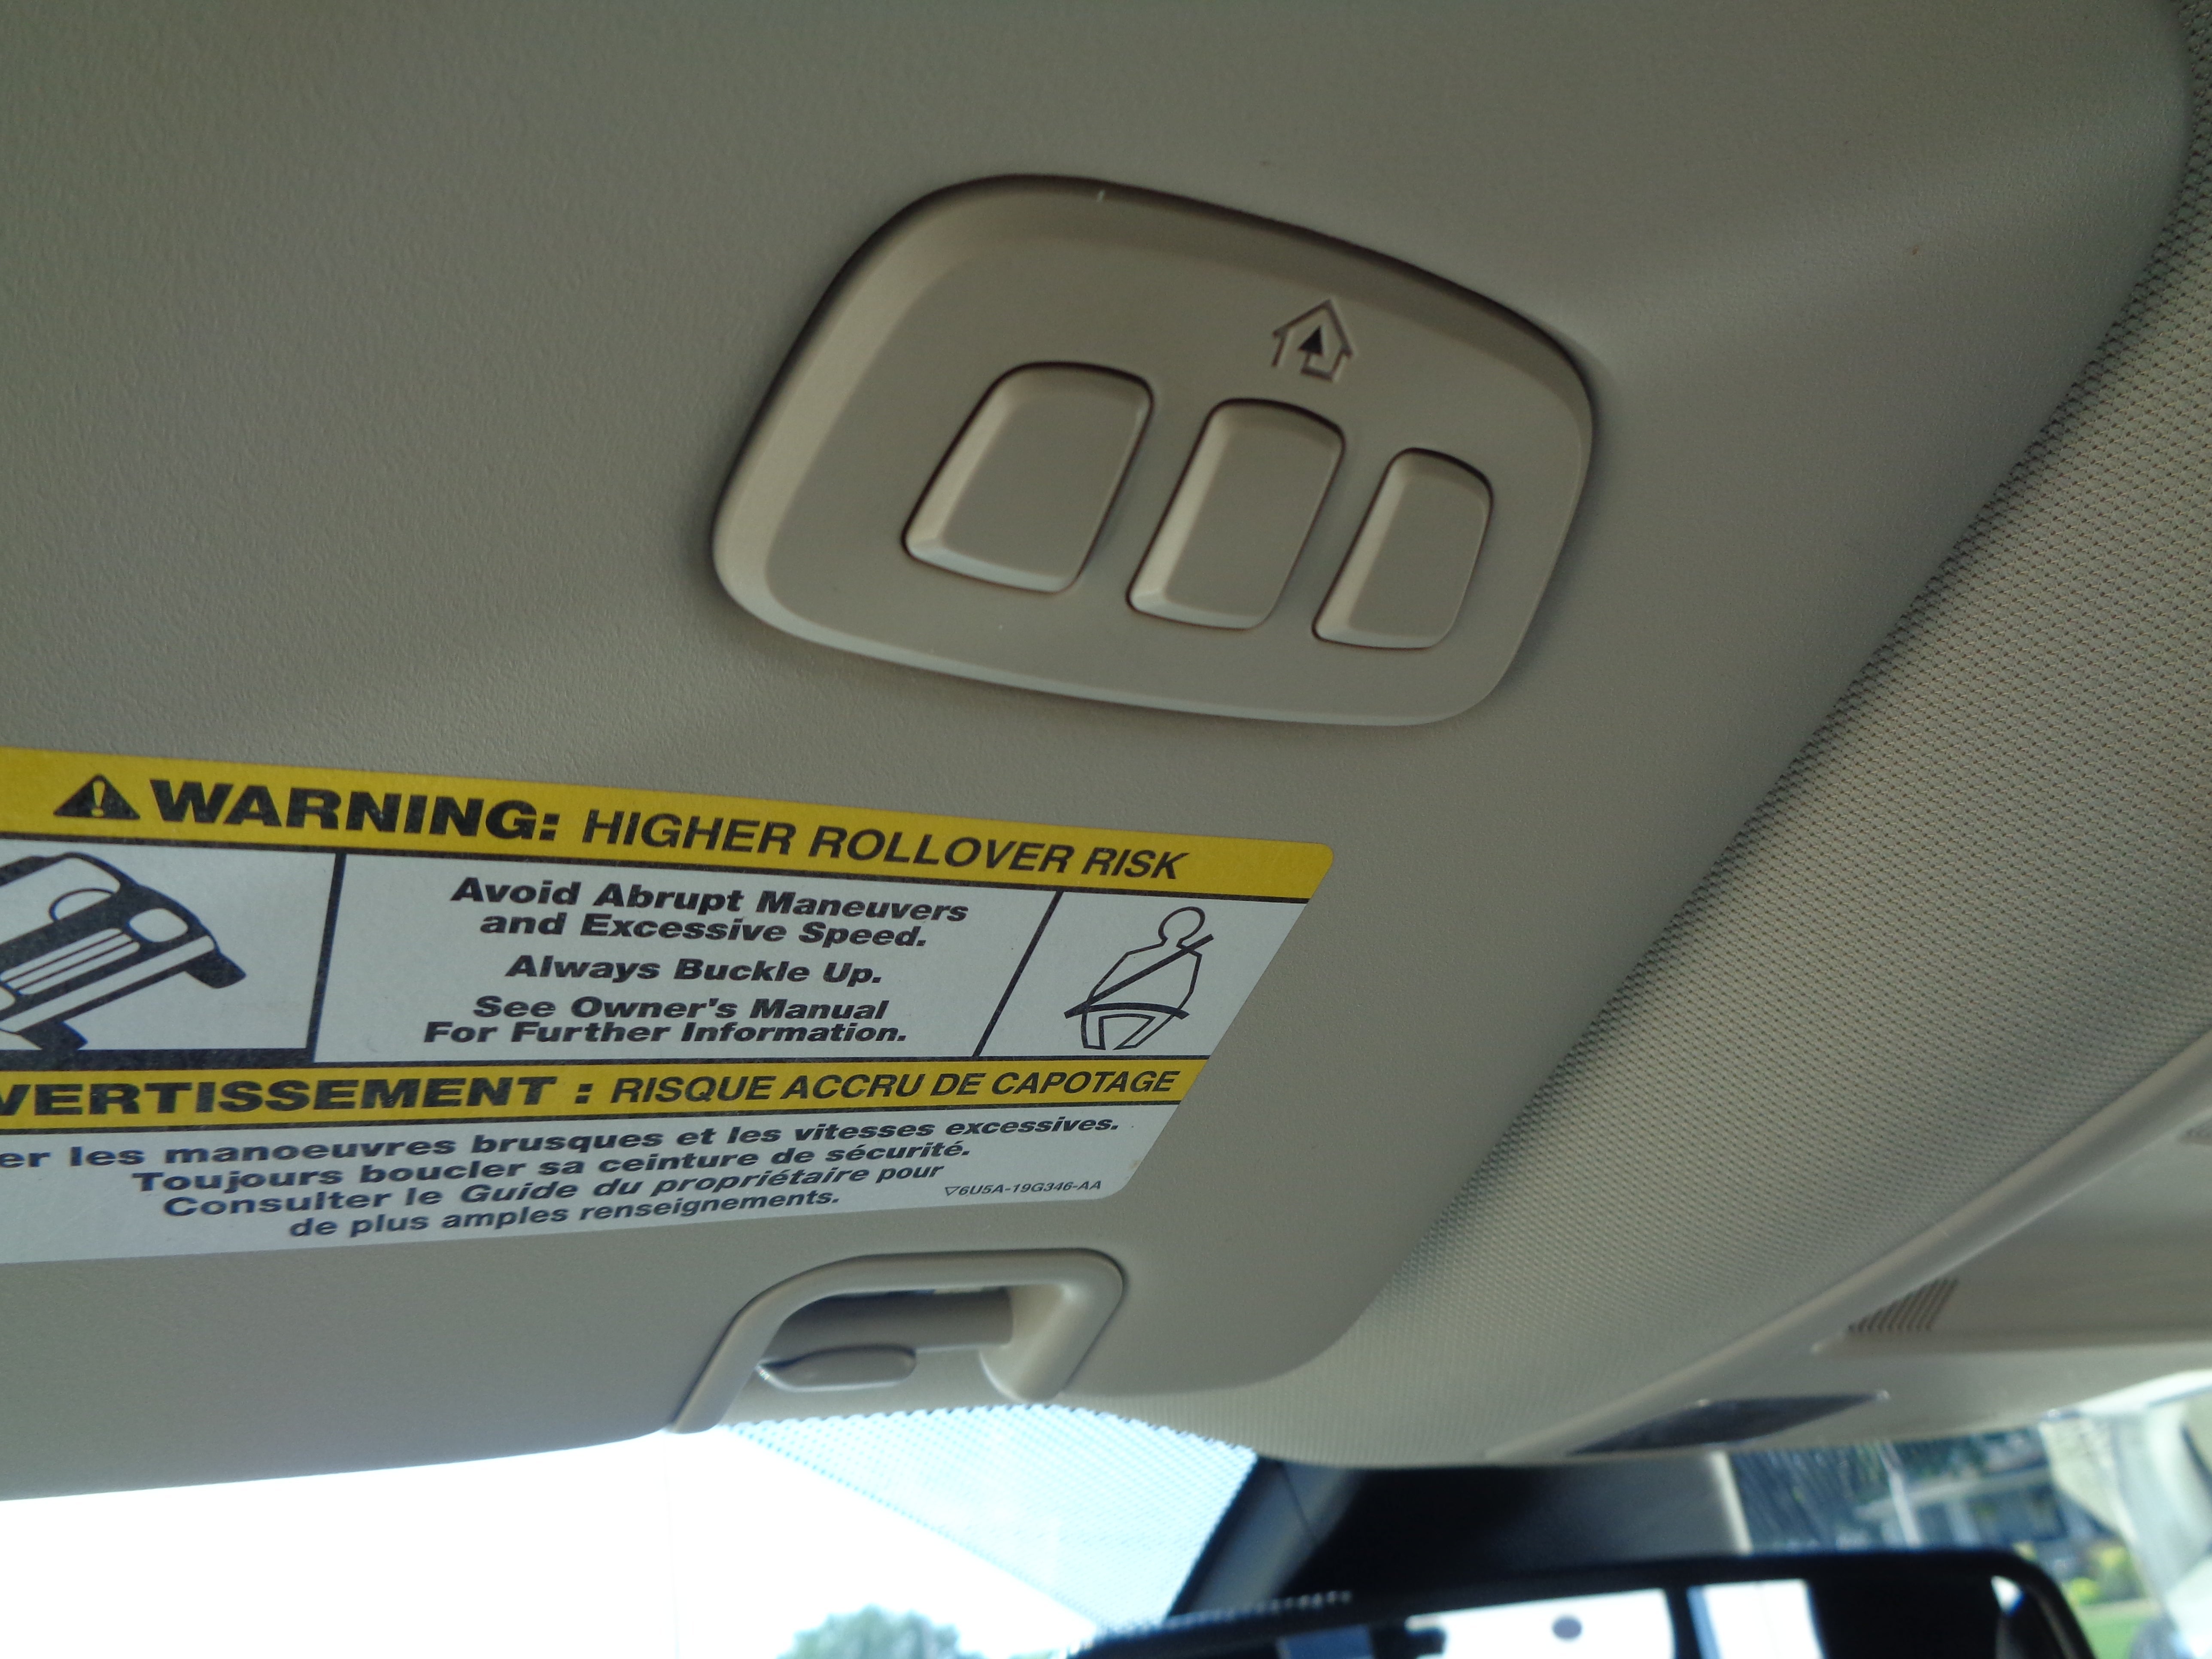 WARNING: HIGHER ROLLOVER RISK
Avoid Abrupt Maneuvers
and Excessive Speed.
Always Buckle Up.
See Owner's Manual
For Further Information.
VERTISSEMENT : RISQUE ACCRU DE CAPOTAGE
er les manoeuvres brusques et les vitesses excessives.
Toujours boucler sa ceinture de sécurité.
Consulter le Guide du propriétaire pour
de plus amples renseignements.
6U5A-19G346-AA